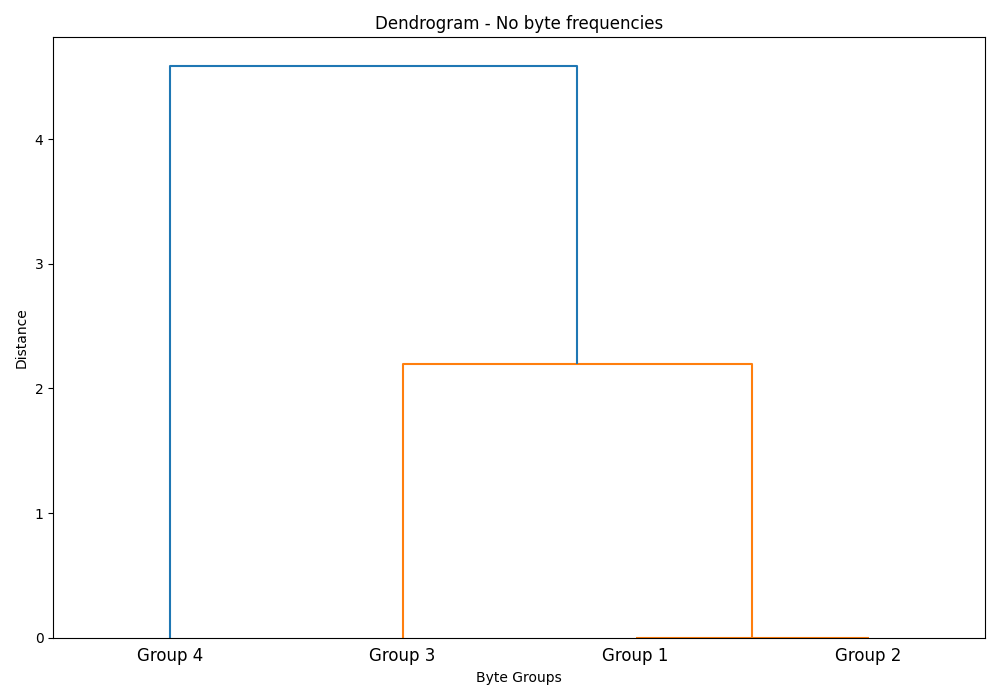 Dendrogram - No byte frequencies
4
3
2
1
0
Distance
Group 4 Group 3 Group 1 Group 2
Byte Groups